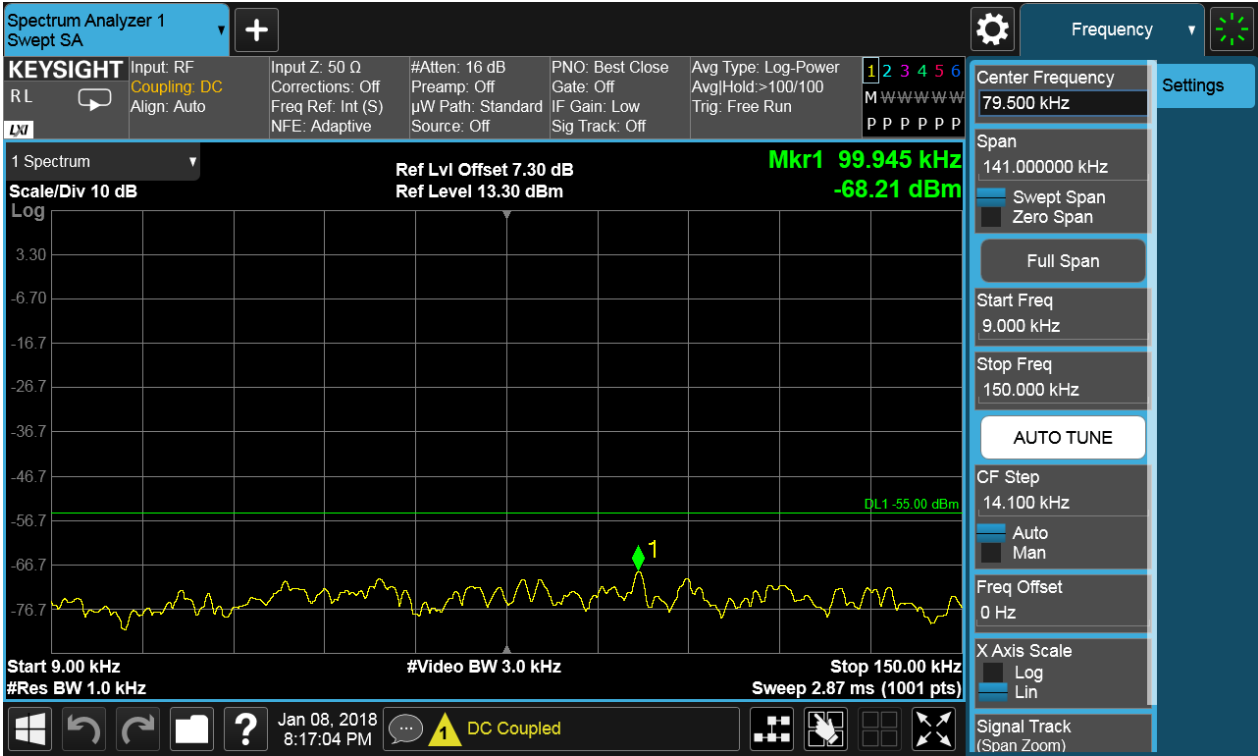 Spectrum Analyzer 1
Swept SA
+
Frequency
KEYSIGHT
R L
LXI
Input: RF
Coupling: DC
Align: Auto
Input Z: 50 Ω
Corrections: Off
Freq Ref: Int (S)
NFE: Adaptive
#Atten: 16 dB
Preamp: Off
µW Path: Standard
Source: Off
PNO: Best Close
Gate: Off
IF Gain: Low
Sig Track: Off
Avg Type: Log-Power
Avg|Hold:>100/100
Trig: Free Run
1 2 3 4 5 6
M W W W W W
P P P P P P
1 Spectrum
Scale/Div 10 dB
Log
Ref Lvl Offset 7.30 dB
Ref Level 13.30 dBm
Mkr1 99.945 kHz
-68.21 dBm
3.30
-6.70
-16.7
-26.7
-36.7
-46.7
-56.7
-66.7
-76.7
DL1 -55.00 dBm
1
Start 9.00 kHz
#Res BW 1.0 kHz
#Video BW 3.0 kHz
Stop 150.00 kHz
Sweep 2.87 ms (1001 pts)
Center Frequency
79.500 kHz
Span
141.000000 kHz
Swept Span
Zero Span
Full Span
Start Freq
9.000 kHz
Stop Freq
150.000 kHz
AUTO TUNE
CF Step
14.100 kHz
Auto
Man
Freq Offset
0 Hz
X Axis Scale
Log
Lin
Signal Track
(Span Zoom)
Settings
?
Jan 08, 2018
8:17:04 PM
1
DC Coupled